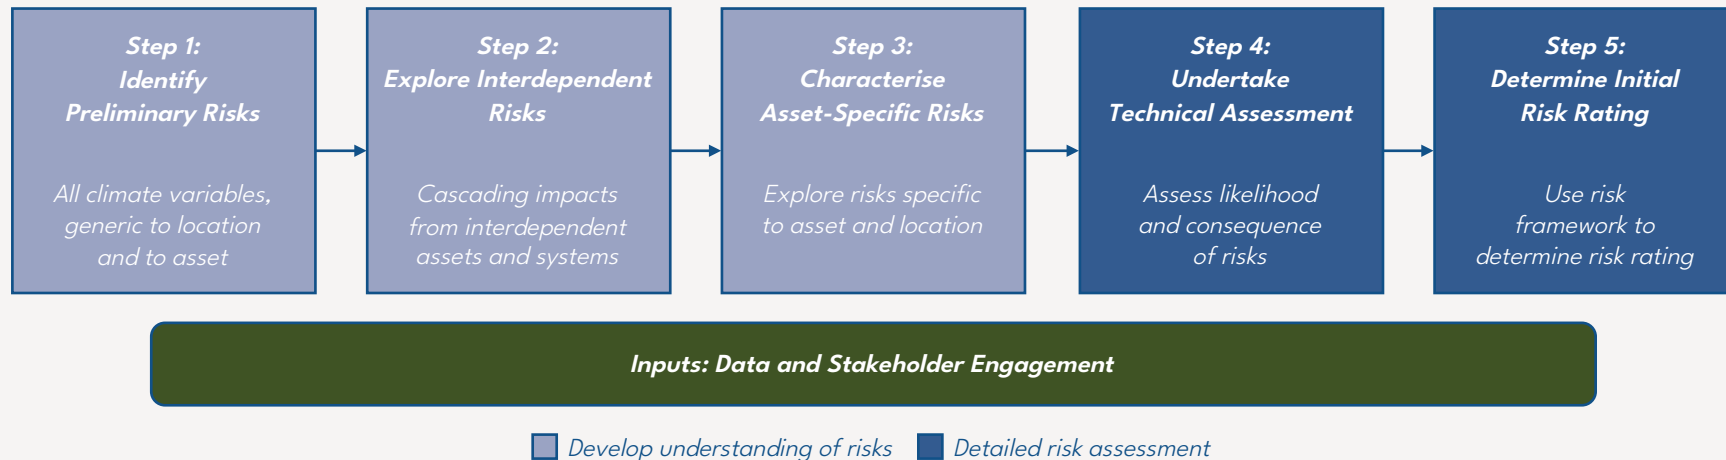 Step 1:
Identify
Preliminary Risks
All climate variables,
generic to location
and to asset
Step 2:
Explore Interdependent
Risks
Cascading impacts
from interdependent
assets and systems
Step 3:
Characterise
Asset-Specific Risks
Explore risks specific
to asset and location
Step 4:
Undertake
Technical Assessment
Assess likelihood
and consequence
of risks
Step 5:
Determine Initial
Risk Rating
Use risk
framework to
determine risk rating
Inputs: Data and Stakeholder Engagement
Develop understanding of risks
Detailed risk assessment